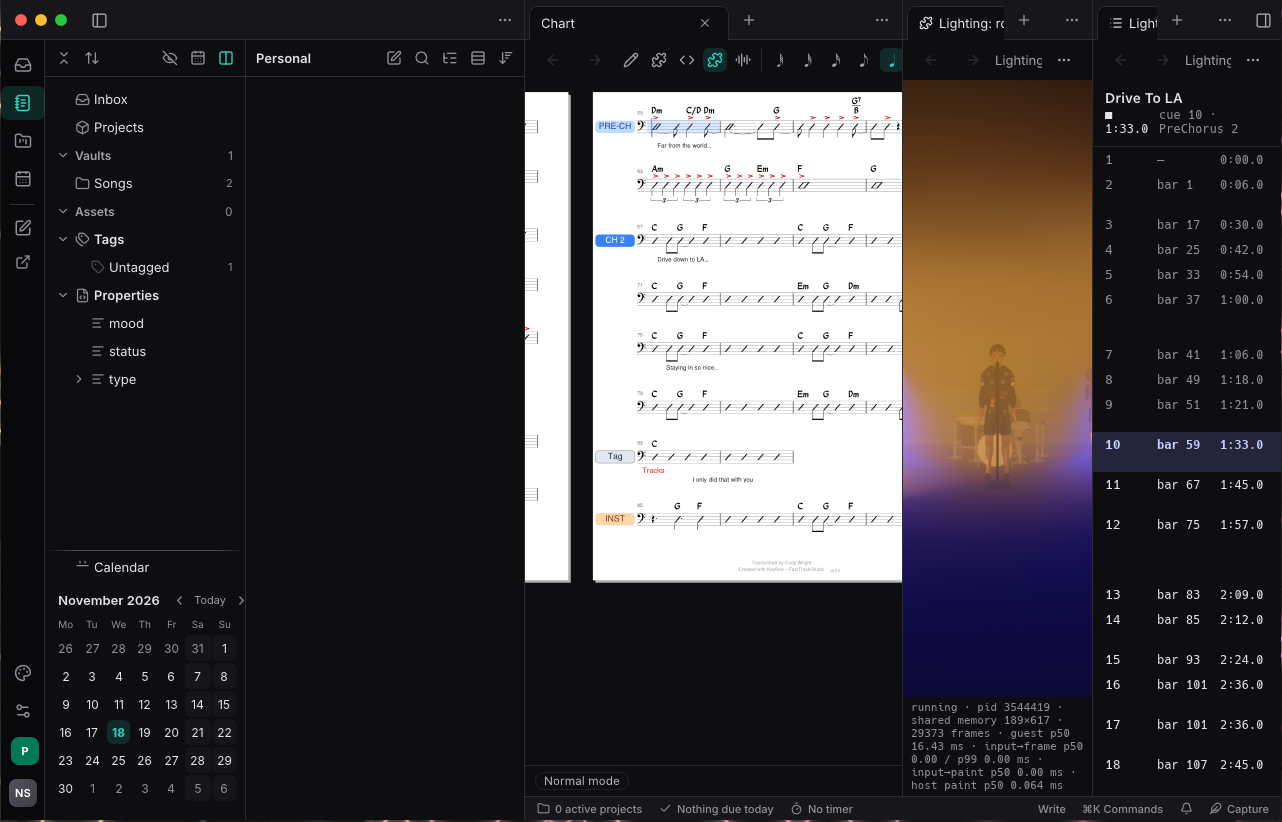 Chart
Lighting: ro
Light
Personal
Lighting
Lighting
Inbox
Projects
Vaults 1
Songs 2
Assets 0
Tags
Untagged 1
Properties
mood
status
type
Calendar
November 2026 Today
Mo Tu We Th Fr Sa Su
26 27 28 29 30 31 1
2 3 4 5 6 7 8
9 10 11 12 13 14 15
16 17 18 19 20 21 22
23 24 25 26 27 28 29
30 1 2 3 4 5 6
P
NS
G7
Dm C/D Dm G B
PRE-CH
Far from the world...
Am G Em F G
3 3 3 3
C G F C G F
CH 2
Drive down to LA...
C G F Em G Dm
C G F C G F
Staying in so nice...
C G F Em G Dm
C
Tag
Tracks
I only did that with you
G F C G F
INST
Transcribed by Cody Wright
Created with Keyflow - FastTrackStudio
Normal mode
running · pid 3544419 ·
shared memory 189×617 ·
29373 frames · guest p50
16.43 ms · input→frame p50
0.00 / p99 0.00 ms ·
input→paint p50 0.00 ms ·
host paint p50 0.064 ms
Drive To LA
■ cue 10 ·
1:33.0 PreChorus 2
1 — 0:00.0
2 bar 1 0:06.0
3 bar 17 0:30.0
4 bar 25 0:42.0
5 bar 33 0:54.0
6 bar 37 1:00.0
7 bar 41 1:06.0
8 bar 49 1:18.0
9 bar 51 1:21.0
10 bar 59 1:33.0
11 bar 67 1:45.0
12 bar 75 1:57.0
13 bar 83 2:09.0
14 bar 85 2:12.0
15 bar 93 2:24.0
16 bar 101 2:36.0
17 bar 101 2:36.0
18 bar 107 2:45.0
0 active projects Nothing due today No timer Write ⌘K Commands Capture